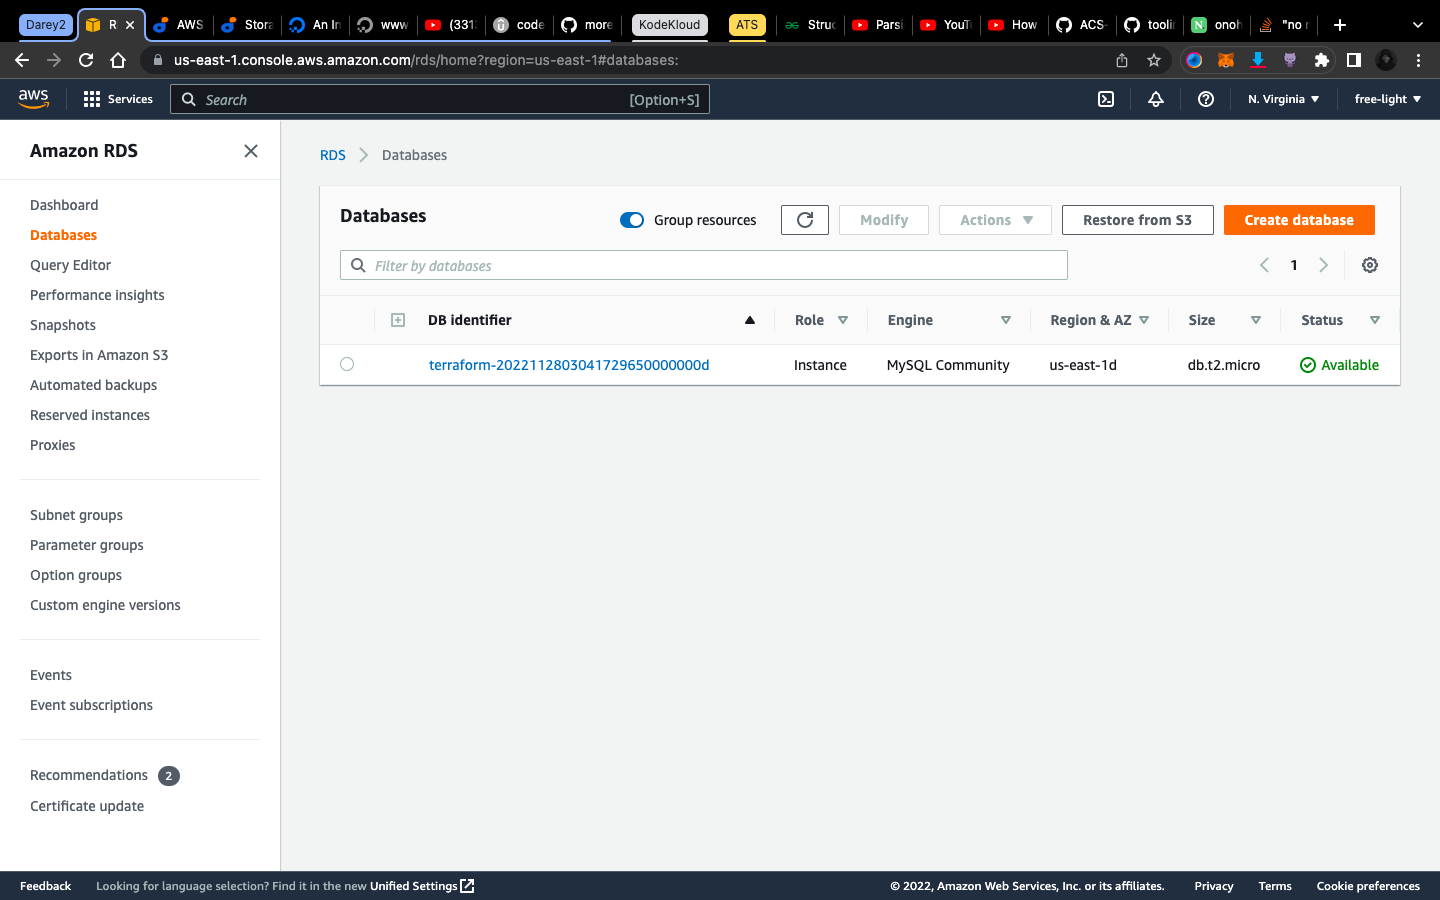 Darey2 R AWS Stora An In www (331) code more KodeKloud ATS Struc Parsi YouTu How ACS- toolin onoh "no r
us-east-1.console.aws.amazon.com/rds/home?region=us-east-1#databases:
aws Services Search [Option+S] N. Virginia free-light
Amazon RDS
Dashboard
Databases
Query Editor
Performance insights
Snapshots
Exports in Amazon S3
Automated backups
Reserved instances
Proxies
Subnet groups
Parameter groups
Option groups
Custom engine versions
Events
Event subscriptions
Recommendations 2
Certificate update
RDS Databases
Databases Group resources Modify Actions Restore from S3 Create database
Filter by databases 1
DB identifier Role Engine Region & AZ Size Status
terraform-20221128030417296500000000d Instance MySQL Community us-east-1d db.t2.micro Available
Feedback Looking for language selection? Find it in the new Unified Settings © 2022, Amazon Web Services, Inc. or its affiliates. Privacy Terms Cookie preferences